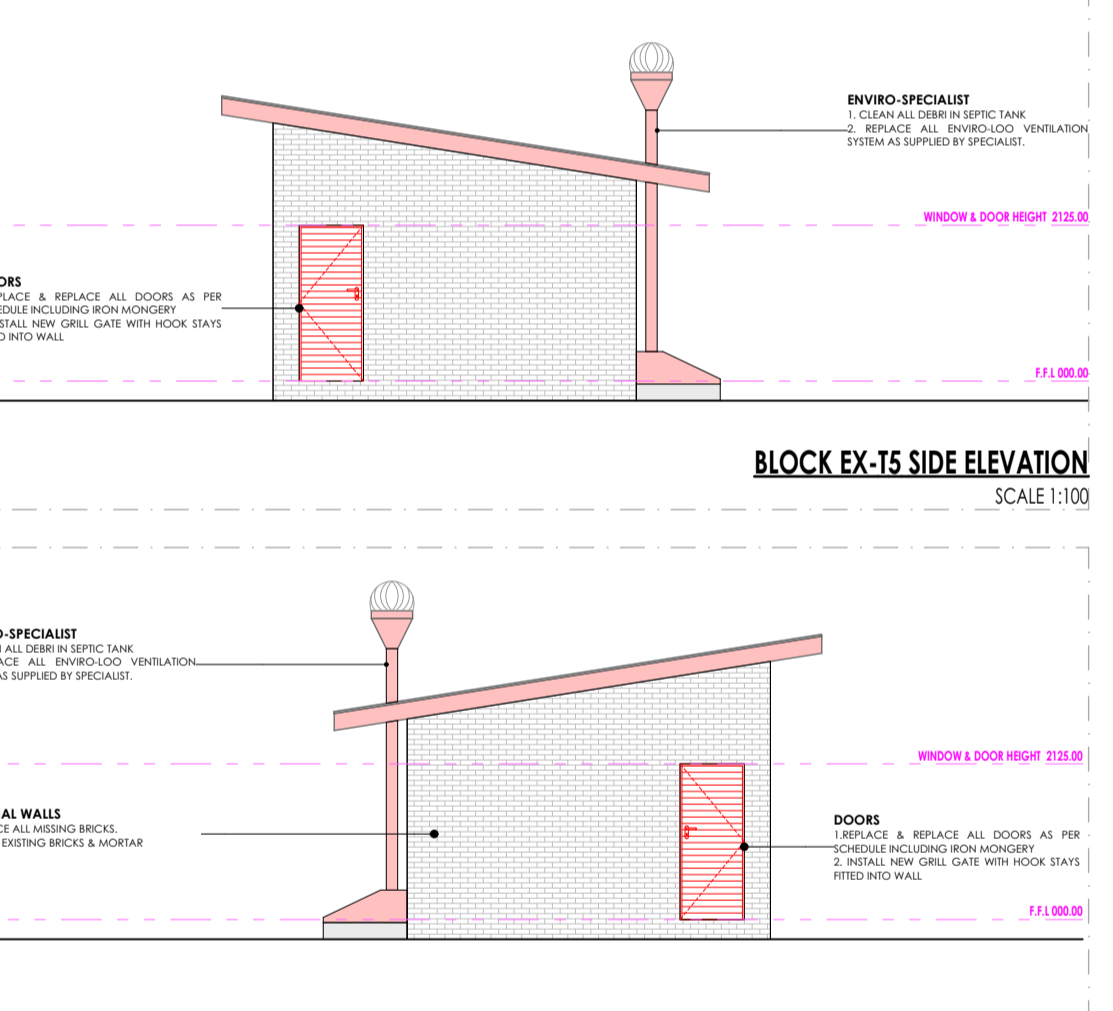 ENVIRO-SPECIALIST
1. CLEAN ALL DEBRI IN SEPTIC TANK
2. REPLACE ALL ENVIRO-LOO VENTILATION
SYSTEM AS SUPPLIED BY SPECIALIST.
WINDOW & DOOR HEIGHT 2125.00
ORS
PLACE & REPLACE ALL DOORS AS PER
EDULE INCLUDING IRON MONGERY
STALL NEW GRILL GATE WITH HOOK STAYS
D INTO WALL
F.F.L 000.00
BLOCK EX-T5 SIDE ELEVATION
SCALE 1:100
O-SPECIALIST
ALL DEBRI IN SEPTIC TANK
ACE ALL ENVIRO-LOO VENTILATION
AS SUPPLIED BY SPECIALIST.
WINDOW & DOOR HEIGHT 2125.00
AL WALLS
CE ALL MISSING BRICKS.
EXISTING BRICKS & MORTAR
DOORS
1.REPLACE & REPLACE ALL DOORS AS PER
SCHEDULE INCLUDING IRON MONGERY
2. INSTALL NEW GRILL GATE WITH HOOK STAYS
FITTED INTO WALL
F.F.L 000.00